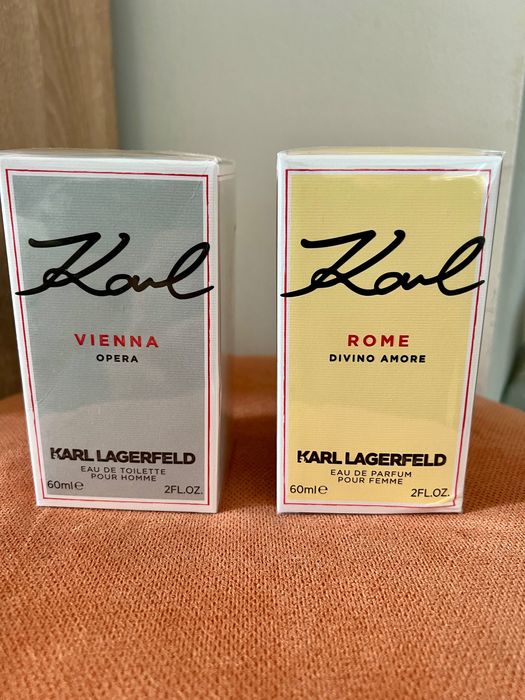 Karl
VIENNA
OPERA
KARL LAGERFELD
EAU DE TOILETTE
POUR HOMME
60ml℮
2FL.OZ.
Karl
ROME
DIVINO AMORE
KARL LAGERFELD
EAU DE PARFUM
POUR FEMME
60ml℮
2FL.OZ.